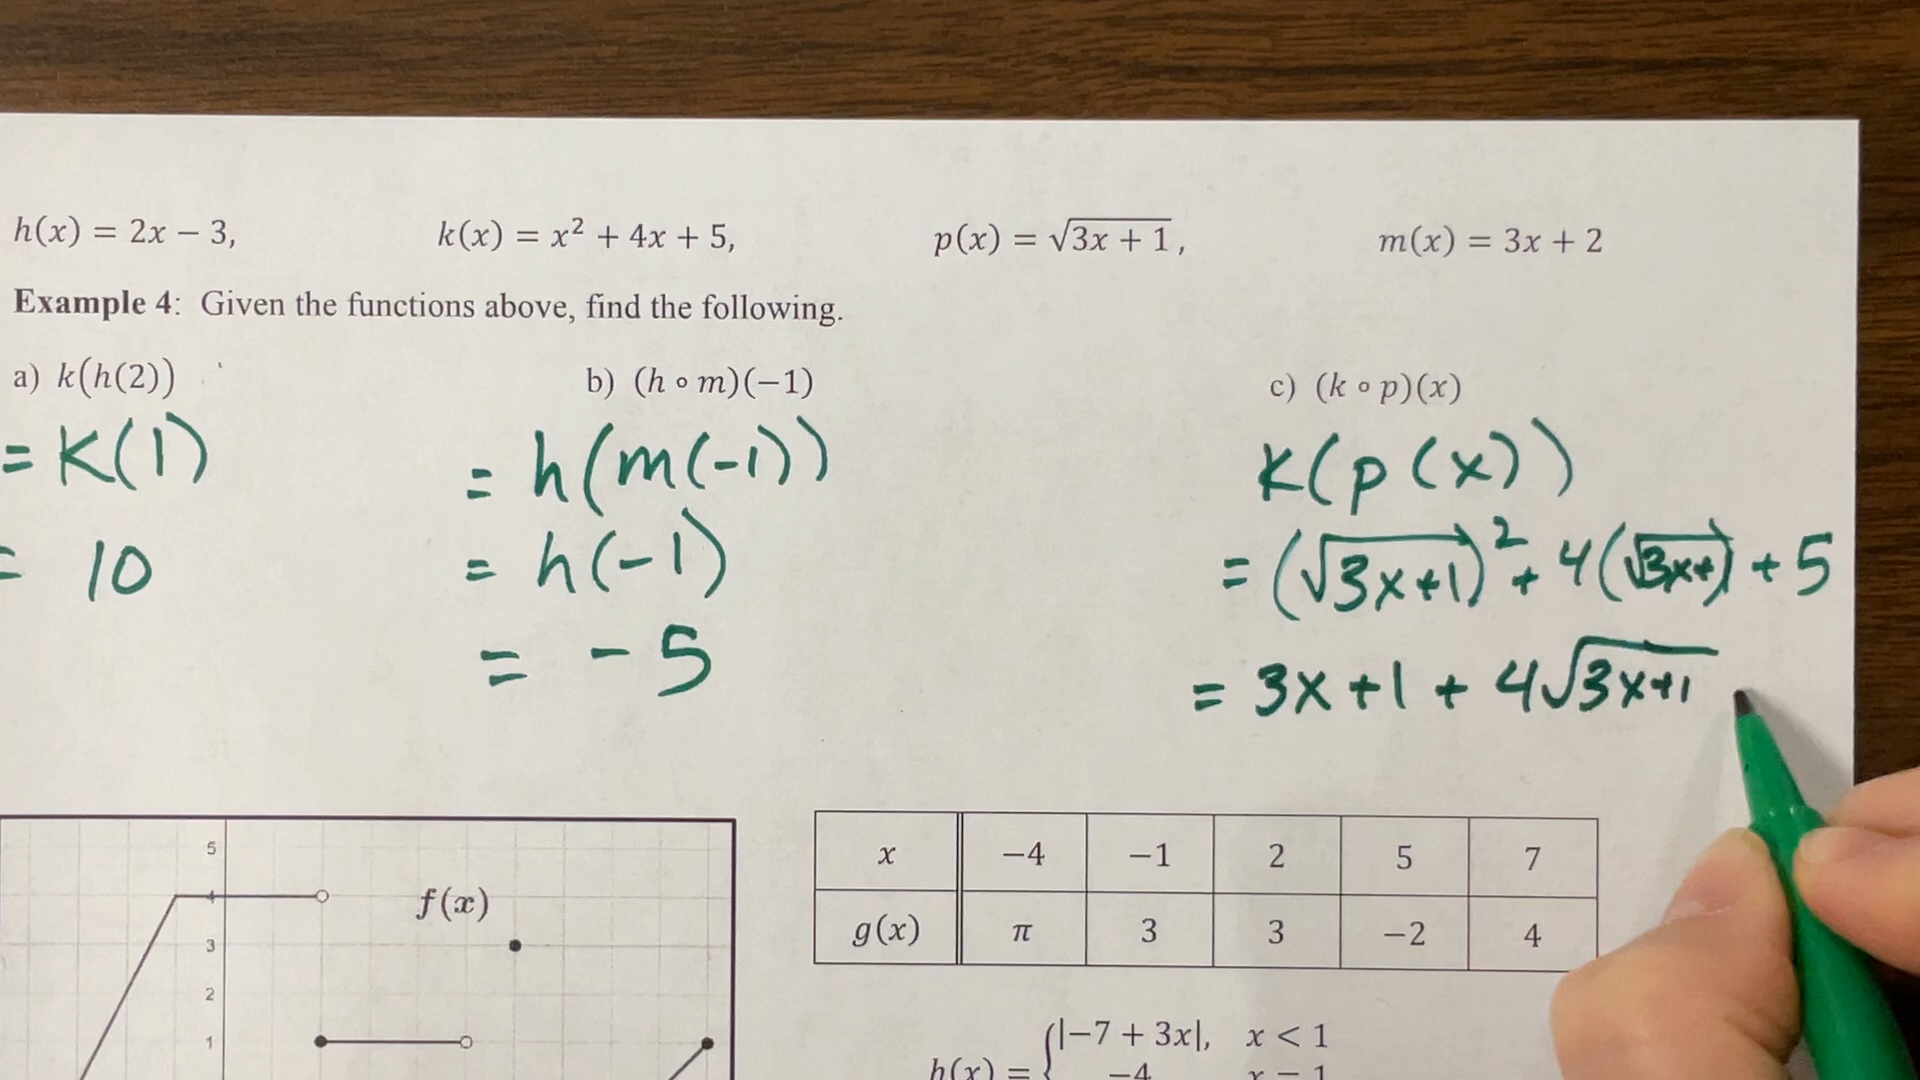 h(x) = 2x − 3, k(x) = x² + 4x + 5, p(x) = √(3x + 1), m(x) = 3x + 2
Example 4: Given the functions above, find the following.
a) k(h(2)) b) (h ∘ m)(−1) c) (k ∘ p)(x)
= K(1)
= 10
= h(m(-1))
= h(-1)
= -5
K(p(x))
= (√(3x+1))² + 4(√(3x+)) + 5
= 3x+1 + 4√(3x+1)
5
4
3
2
1
f(x)
x −4 −1 2 5 7
g(x) π 3 3 −2 4
|−7 + 3x|, x < 1
h(x) = { −4 x = 1